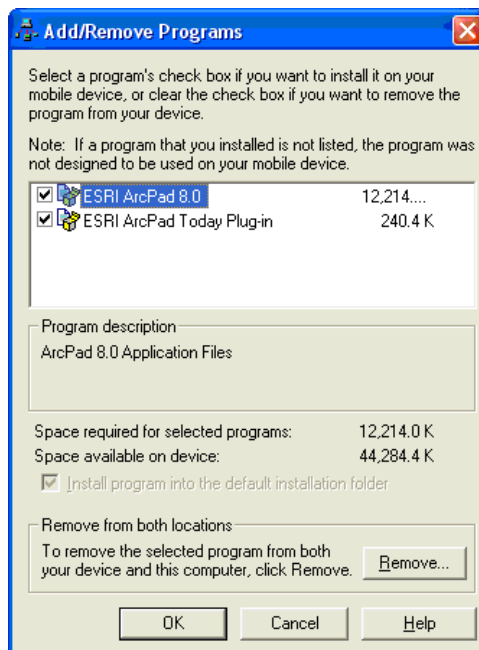 Add/Remove Programs
Select a program's check box if you want to install it on your
mobile device, or clear the check box if you want to remove the
program from your device.
Note: If a program that you installed is not listed, the program was
not designed to be used on your mobile device.
ESRI ArcPad 8.0 12,214....
ESRI ArcPad Today Plug-in 240.4 K
Program description
ArcPad 8.0 Application Files
Space required for selected programs: 12,214.0 K
Space available on device: 44,284.4 K
Install program into the default installation folder
Remove from both locations
To remove the selected program from both
your device and this computer, click Remove.
Remove...
OK Cancel Help